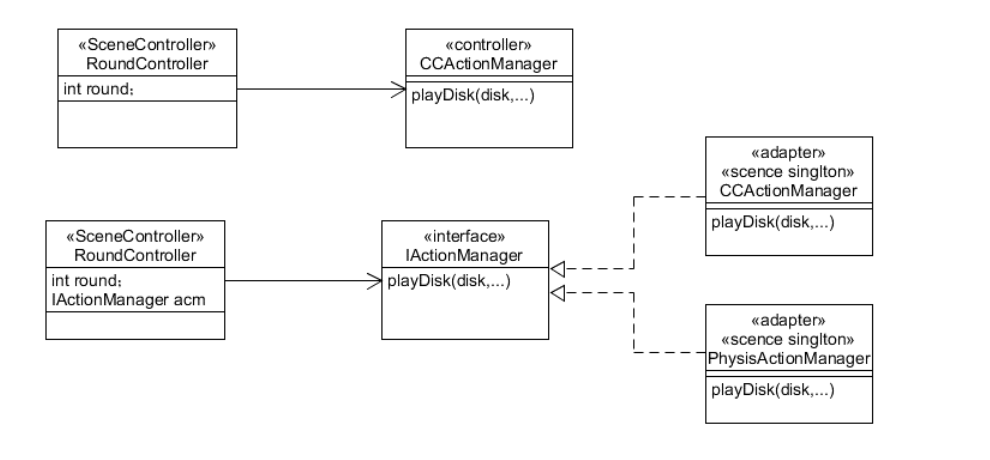 «SceneController»
RoundController
int round;
«controller»
CCActionManager
playDisk(disk,...)
«adapter»
«scence singlton»
CCActionManager
playDisk(disk,...)
«SceneController»
RoundController
int round;
IActionManager acm
«interface»
IActionManager
playDisk(disk,...)
«adapter»
«scence singlton»
PhysisActionManager
playDisk(disk,...)